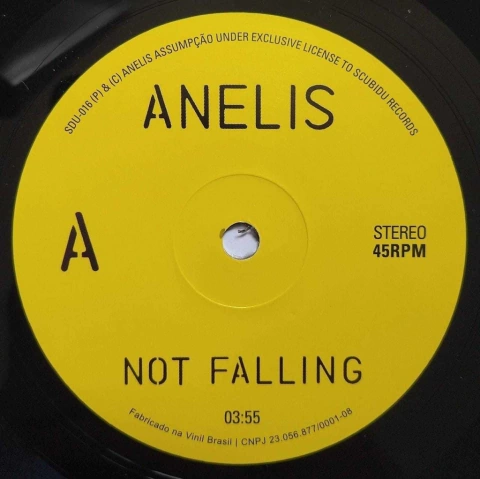 SDU-016 (P) & (C) ANELIS ASSUMPÇÃO UNDER EXCLUSIVE LICENSE TO SCUBIDU RECORDS
ANELIS
A
STEREO
45RPM
NOT FALLING
03:55
Fabricado na Vinil Brasil | CNPJ 23.056.877/0001-08